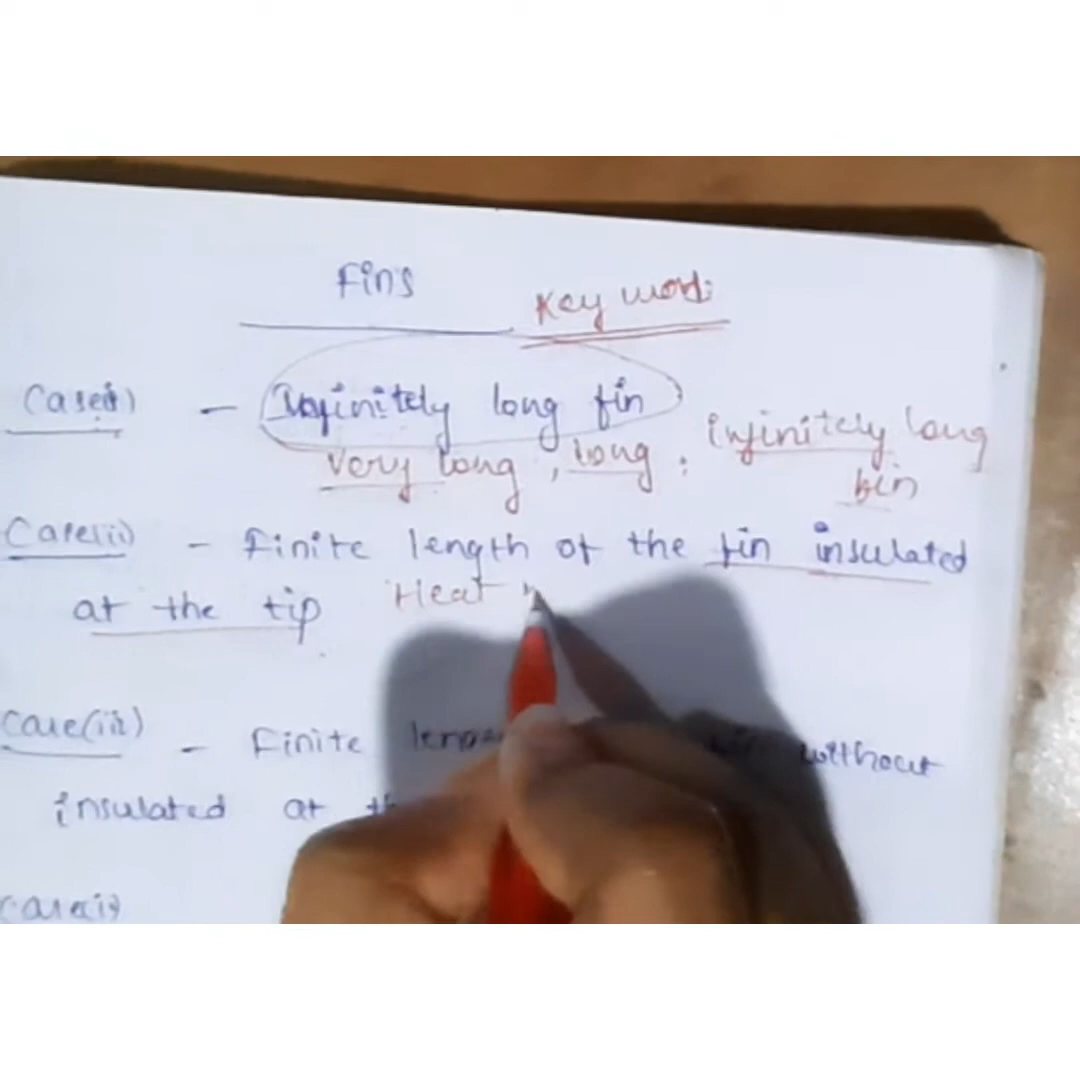 Fins Key word:
Case(i) - Infinitely long fin
very long, long, infinitely long
fin
Case(ii) - Finite length of the fin insulated
at the tip Heat
Case(iii) - Finite without
insulated at